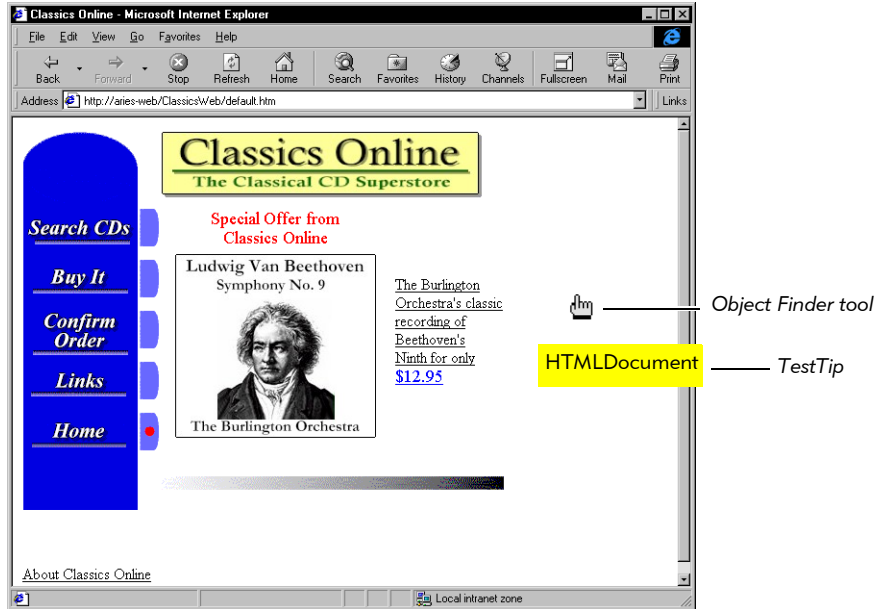 Classics Online - Microsoft Internet Explorer
File Edit View Go Favorites Help
Back Forward Stop Refresh Home Search Favorites History Channels Fullscreen Mail Print
Address http://aries-web/ClassicsWeb/default.htm Links
Classics Online
The Classical CD Superstore
Search CDs
Buy It
Confirm
Order
Links
Home
Special Offer from
Classics Online
Ludwig Van Beethoven
Symphony No. 9
The Burlington Orchestra
The Burlington
Orchestra's classic
recording of
Beethoven's
Ninth for only
$12.95
Object Finder tool
HTMLDocument
TestTip
About Classics Online
Local intranet zone